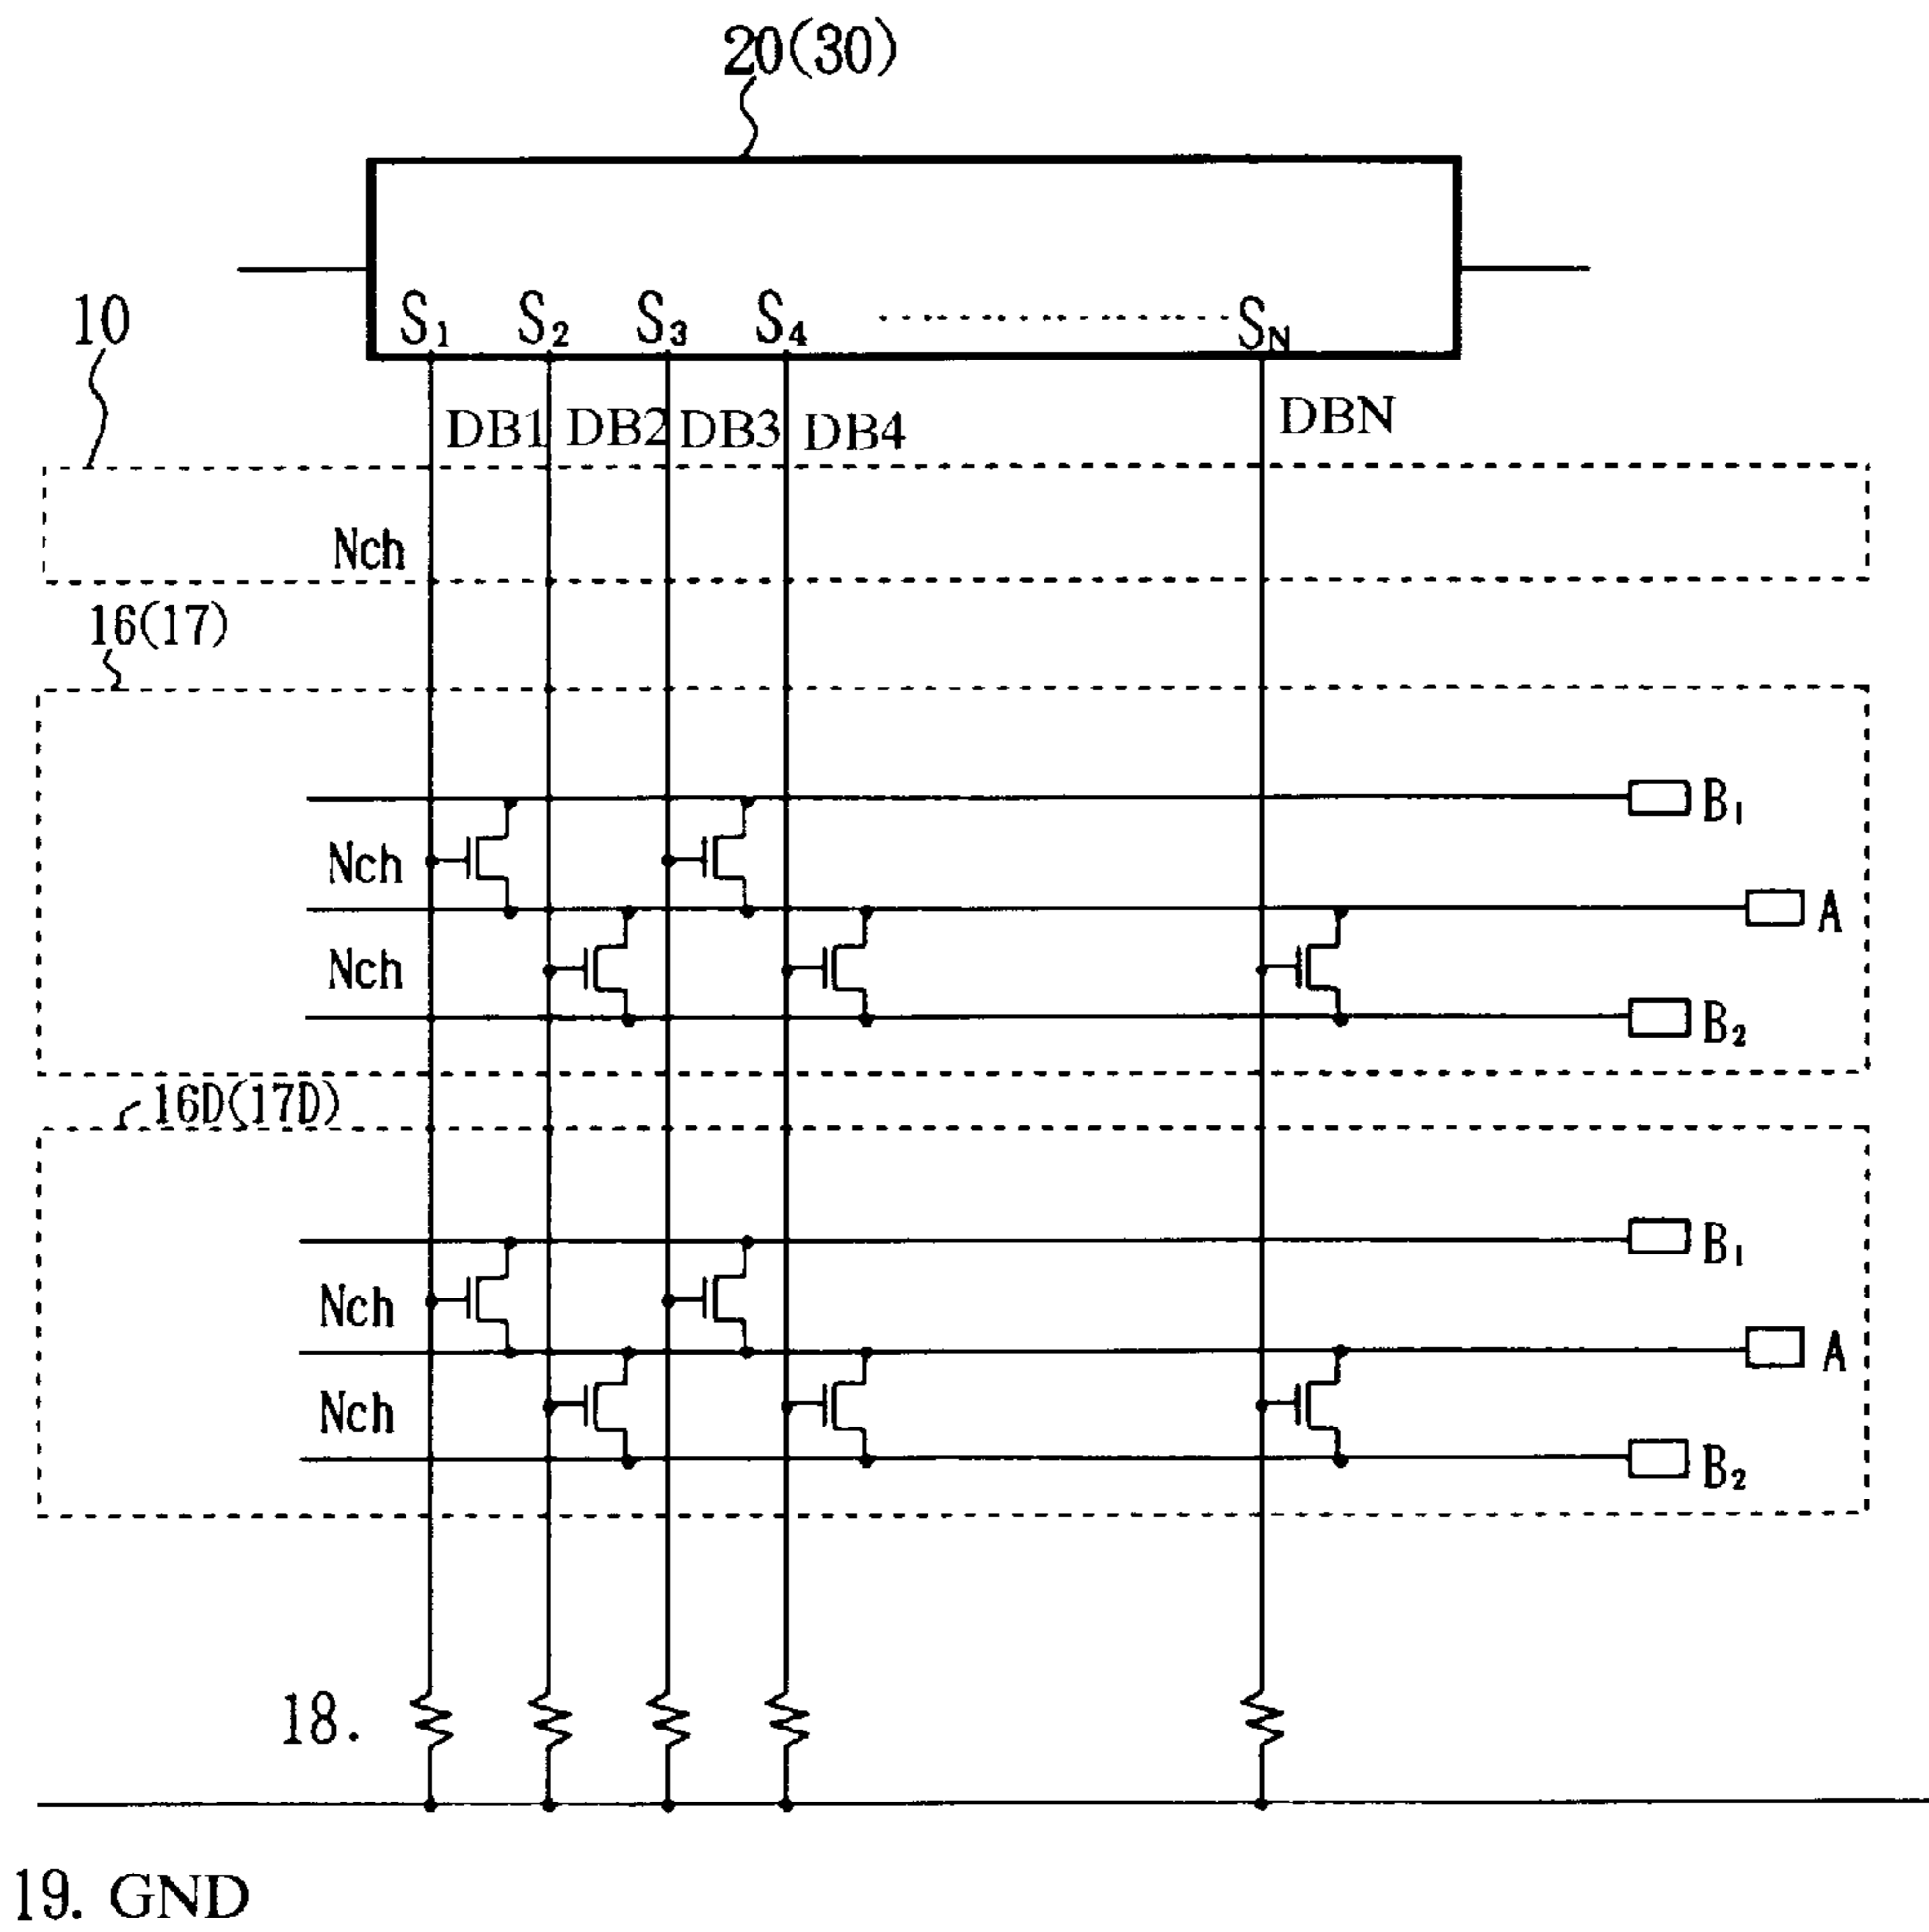 20(30)
S₁ S₂ S₃ S₄ ............................ S_N
10
DB1 DB2 DB3 DB4 DBN
Nch
16(17)
B₁
Nch
A
Nch
B₂
16D(17D)
B₁
Nch
A
Nch
B₂
18.
19. GND